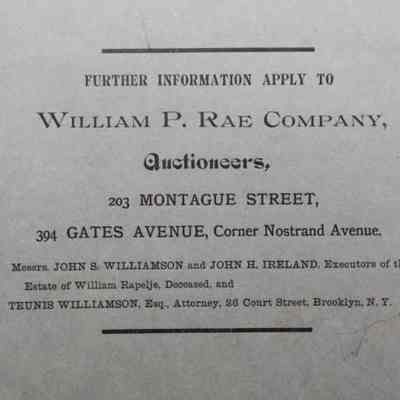 FURTHER INFORMATION APPLY TO
WILLIAM P. RAE COMPANY,
Auctioneers,
203 MONTAGUE STREET,
394 GATES AVENUE, Corner Nostrand Avenue.
Messrs. JOHN S. WILLIAMSON and JOHN H. IRELAND, Executors of th
Estate of William Rapelje, Deceased, and
TEUNIS WILLIAMSON, Esq., Attorney, 26 Court Street, Brooklyn, N. Y.